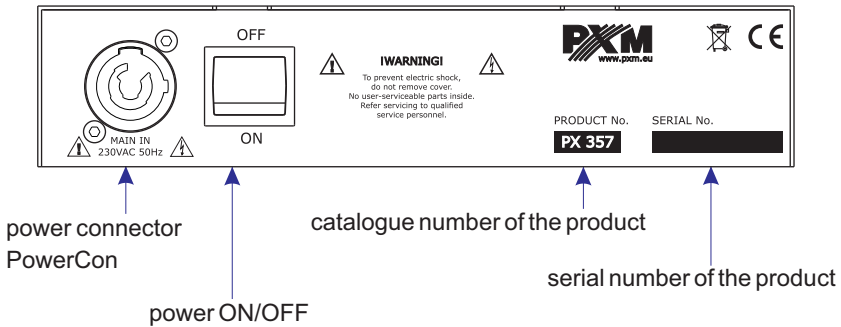 OFF
ON
MAIN IN
230VAC 50Hz
!WARNING!
To prevent electric shock,
do not remove cover.
No user-serviceable parts inside.
Refer servicing to qualified
service personnel.
PXM
www.pxm.eu
CE
PRODUCT No.
PX 357
SERIAL No.
power connector
PowerCon
power ON/OFF
catalogue number of the product
serial number of the product